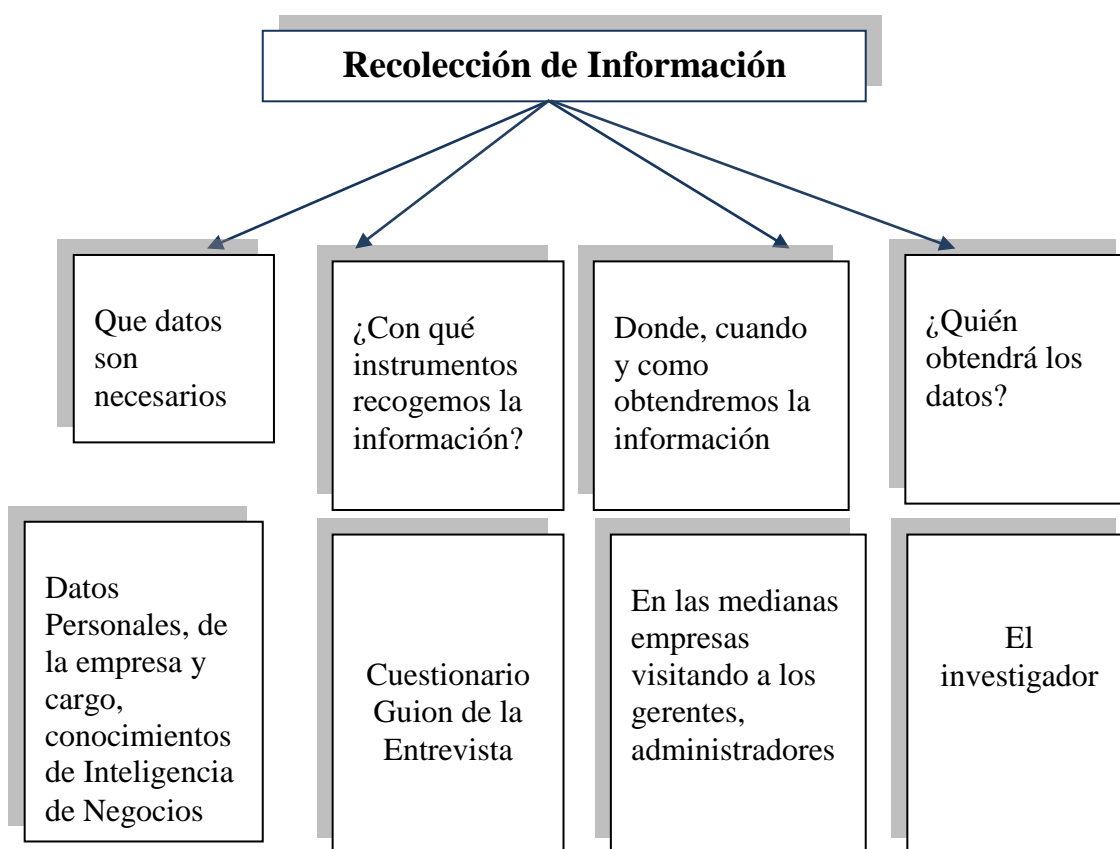 Recolección de Información
Que datos
son
necesarios
¿Con qué
instrumentos
recogemos la
información?
Donde, cuando
y como
obtendremos la
información
¿Quién
obtendrá los
datos?
Datos
Personales, de
la empresa y
cargo,
conocimientos
de Inteligencia
de Negocios
Cuestionario
Guion de la
Entrevista
En las medianas
empresas
visitando a los
gerentes,
administradores
El
investigador